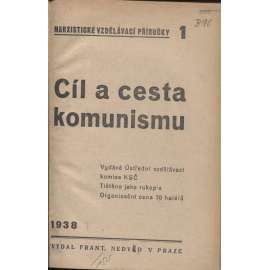 MARXISTICKÉ VZDĚLÁVACÍ PŘÍRUČKY 1
Cíl a cesta
komunismu
Vydává Ústřední vzdělávací
komise KSČ
Tištěno jako rukopis
Organisační cena 70 haléřů
1938
VYDAL FRANT. NEDVĚD V PRAZE